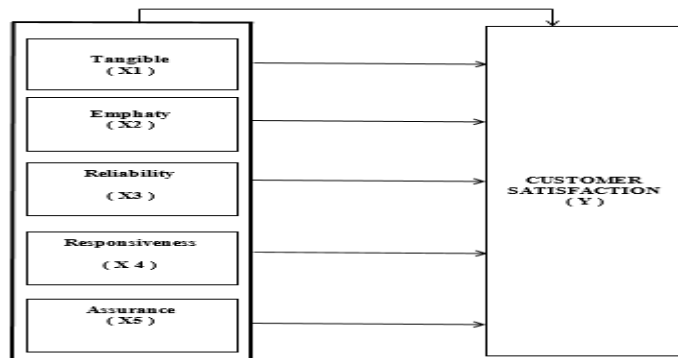 Tangible
( X1 )
Emphaty
( X2 )
Reliability
( X3 )
Responsiveness
( X 4 )
Assurance
( X5 )
CUSTOMER
SATISFACTION
( Y )